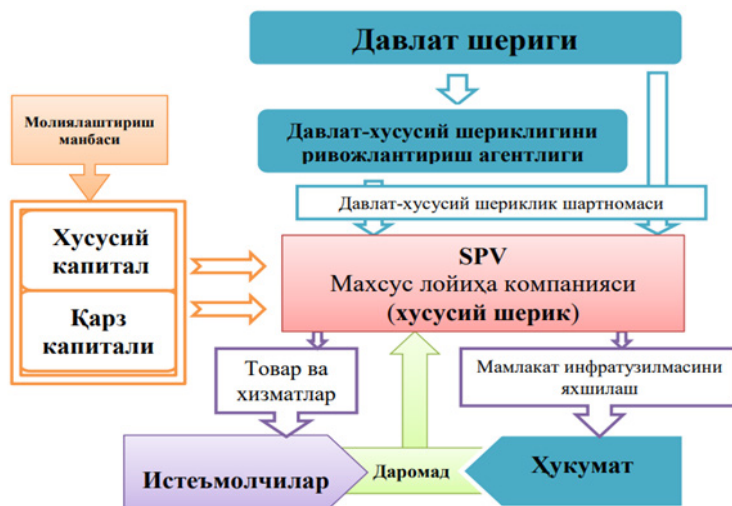 Давлат шериги
Молиялаштириш
манбаси
Давлат-хусусий шериклигини
ривожлантириш агентлиги
Давлат-хусусий шериклик шартномаси
Хусусий
капитал
Қарз
капитали
SPV
Махсус лойиҳа компанияси
(хусусий шерик)
Товар ва
хизматлар
Мамлакат инфратузилмасини
яхшилаш
Истеъмолчилар
Даромад
Ҳукумат